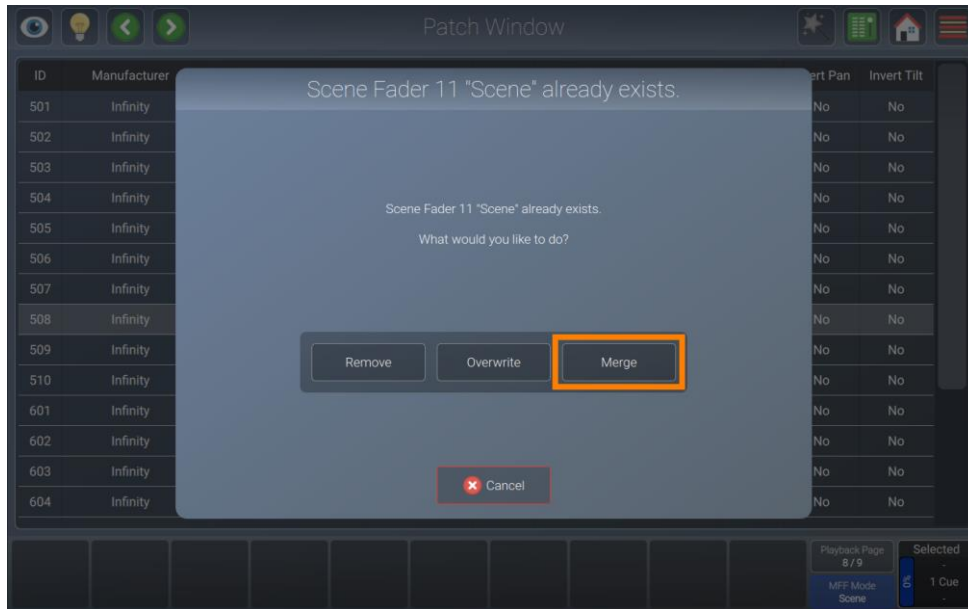 Patch Window
ID Manufacturer ert Pan Invert Tilt
Scene Fader 11 "Scene" already exists.
501 Infinity No No
502 Infinity No No
503 Infinity No No
504 Infinity No No
Scene Fader 11 "Scene" already exists.
505 Infinity No No
What would you like to do?
506 Infinity No No
507 Infinity No No
508 Infinity No No
509 Infinity No No
Remove Overwrite Merge
510 Infinity No No
601 Infinity No No
602 Infinity No No
603 Infinity No No
Cancel
604 Infinity No No
Playback Page
8 / 9
MFF Mode
Scene
0%
Selected
-
1 Cue
-